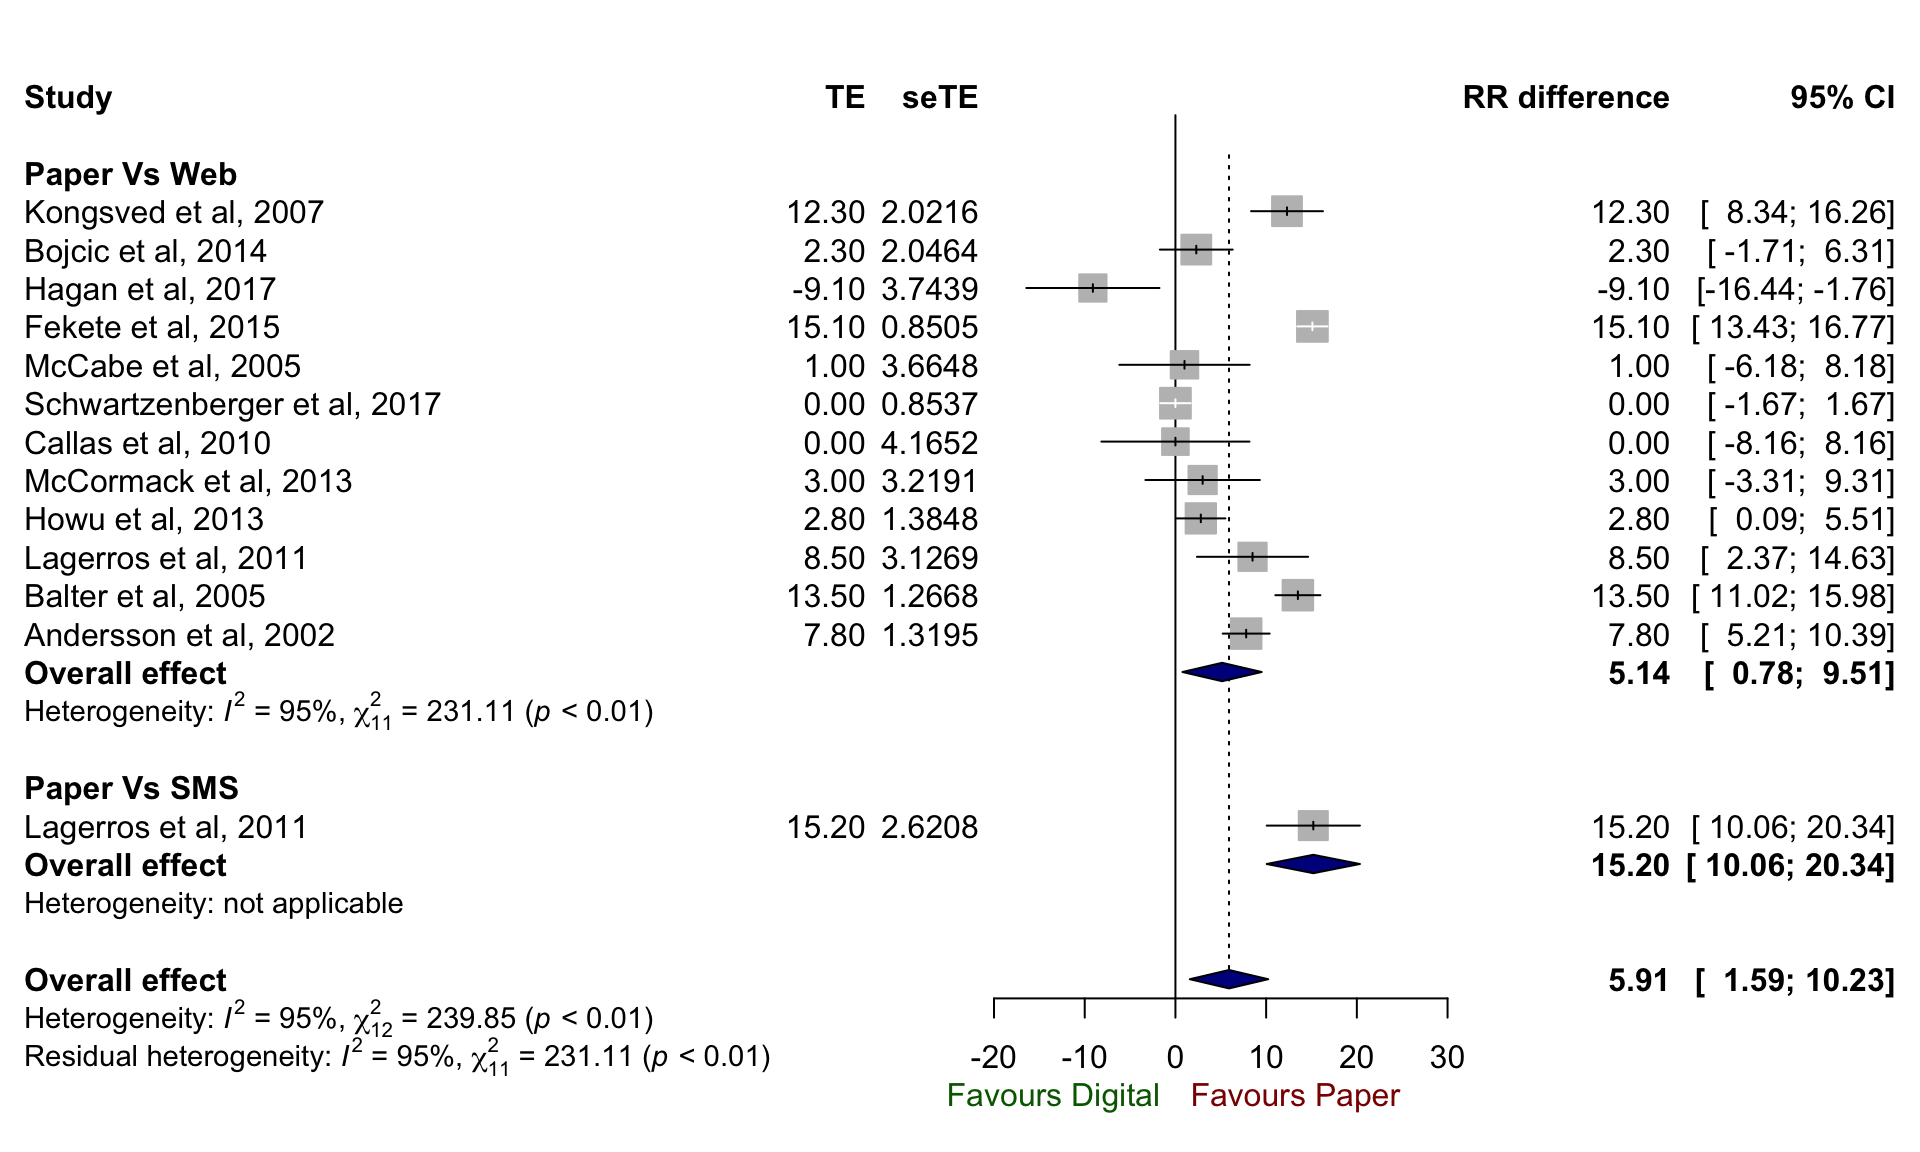 Study TE seTE RR difference 95% CI
Paper Vs Web
Kongsved et al, 2007 12.30 2.0216 12.30 [ 8.34; 16.26]
Bojcic et al, 2014 2.30 2.0464 2.30 [ -1.71; 6.31]
Hagan et al, 2017 -9.10 3.7439 -9.10 [-16.44; -1.76]
Fekete et al, 2015 15.10 0.8505 15.10 [ 13.43; 16.77]
McCabe et al, 2005 1.00 3.6648 1.00 [ -6.18; 8.18]
Schwartzenberger et al, 2017 0.00 0.8537 0.00 [ -1.67; 1.67]
Callas et al, 2010 0.00 4.1652 0.00 [ -8.16; 8.16]
McCormack et al, 2013 3.00 3.2191 3.00 [ -3.31; 9.31]
Howu et al, 2013 2.80 1.3848 2.80 [ 0.09; 5.51]
Lagerros et al, 2011 8.50 3.1269 8.50 [ 2.37; 14.63]
Balter et al, 2005 13.50 1.2668 13.50 [ 11.02; 15.98]
Andersson et al, 2002 7.80 1.3195 7.80 [ 5.21; 10.39]
Overall effect 5.14 [ 0.78; 9.51]
Heterogeneity: I² = 95%, χ²₁₁ = 231.11 (p < 0.01)
Paper Vs SMS
Lagerros et al, 2011 15.20 2.6208 15.20 [ 10.06; 20.34]
Overall effect 15.20 [ 10.06; 20.34]
Heterogeneity: not applicable
Overall effect 5.91 [ 1.59; 10.23]
Heterogeneity: I² = 95%, χ²₁₂ = 239.85 (p < 0.01)
Residual heterogeneity: I² = 95%, χ²₁₁ = 231.11 (p < 0.01)
-20 -10 0 10 20 30
Favours Digital Favours Paper